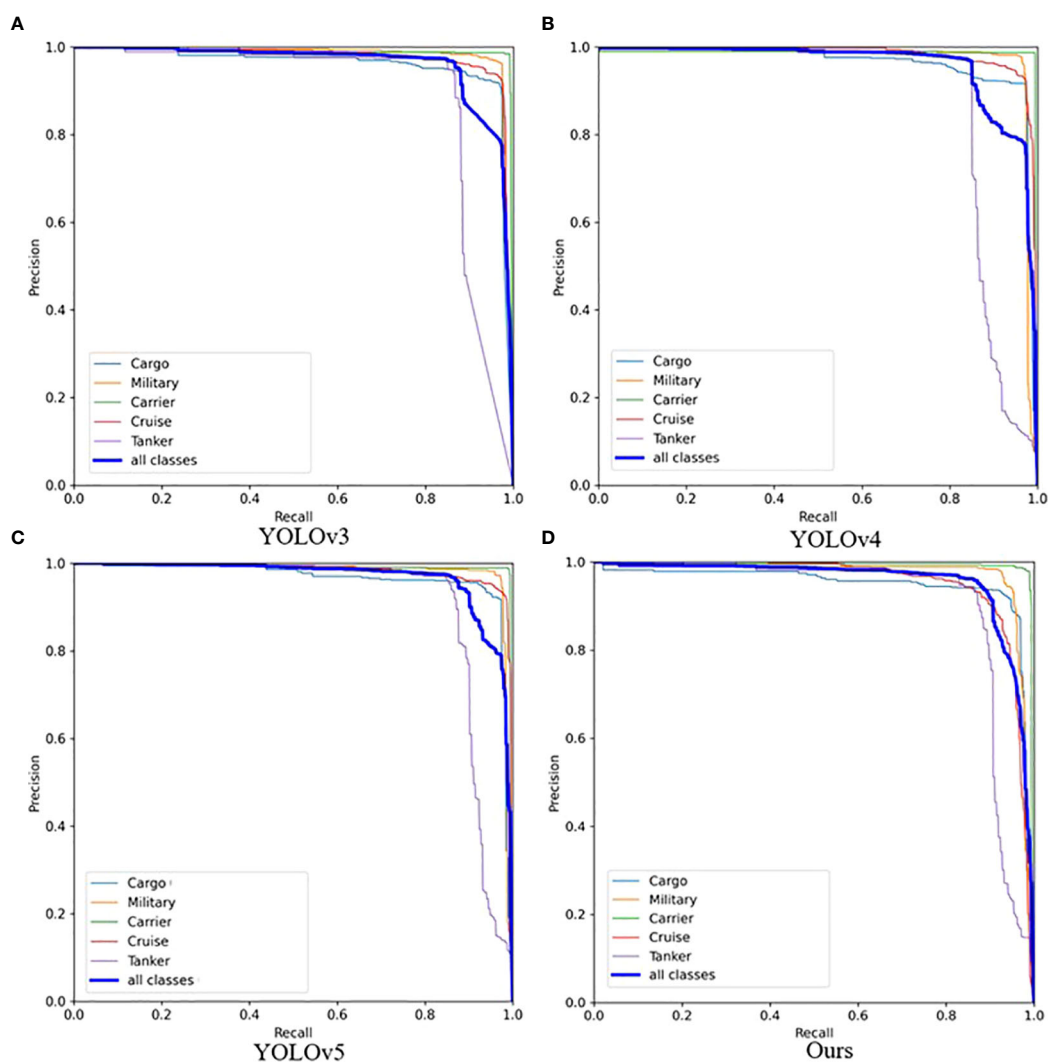 A
1.0
0.8
0.6
0.4
0.2
0.0
Precision
Cargo
Military
Carrier
Cruise
Tanker
all classes
0.0 0.2 0.4 0.6 0.8 1.0
Recall
YOLOv3
B
1.0
0.8
0.6
0.4
0.2
0.0
Precision
Cargo
Military
Carrier
Cruise
Tanker
all classes
0.0 0.2 0.4 0.6 0.8 1.0
Recall
YOLOv4
C
1.0
0.8
0.6
0.4
0.2
0.0
Precision
Cargo
Military
Carrier
Cruise
Tanker
all classes
0.0 0.2 0.4 0.6 0.8 1.0
Recall
YOLOv5
D
1.0
0.8
0.6
0.4
0.2
0.0
Precision
Cargo
Military
Carrier
Cruise
Tanker
all classes
0.0 0.2 0.4 0.6 0.8 1.0
Recall
Ours